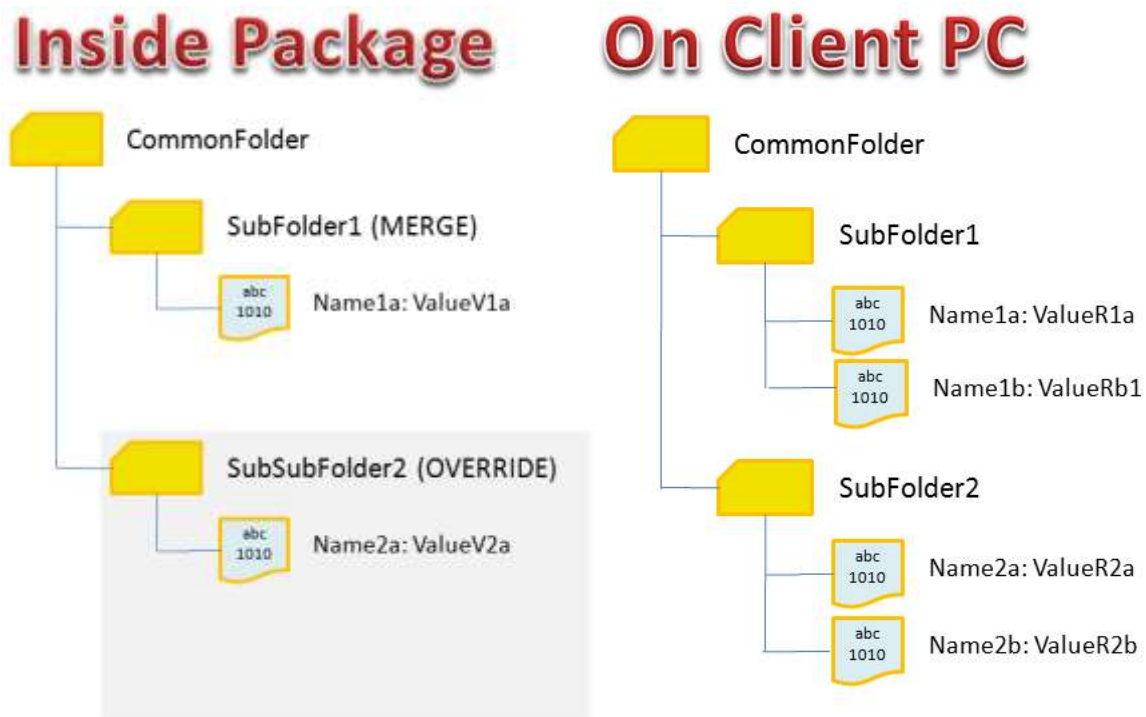 Inside Package
CommonFolder
SubFolder1 (MERGE)
abc
1010
Name1a: ValueV1a
SubSubFolder2 (OVERRIDE)
abc
1010
Name2a: ValueV2a
On Client PC
CommonFolder
SubFolder1
abc
1010
Name1a: ValueR1a
abc
1010
Name1b: ValueRb1
SubFolder2
abc
1010
Name2a: ValueR2a
abc
1010
Name2b: ValueR2b